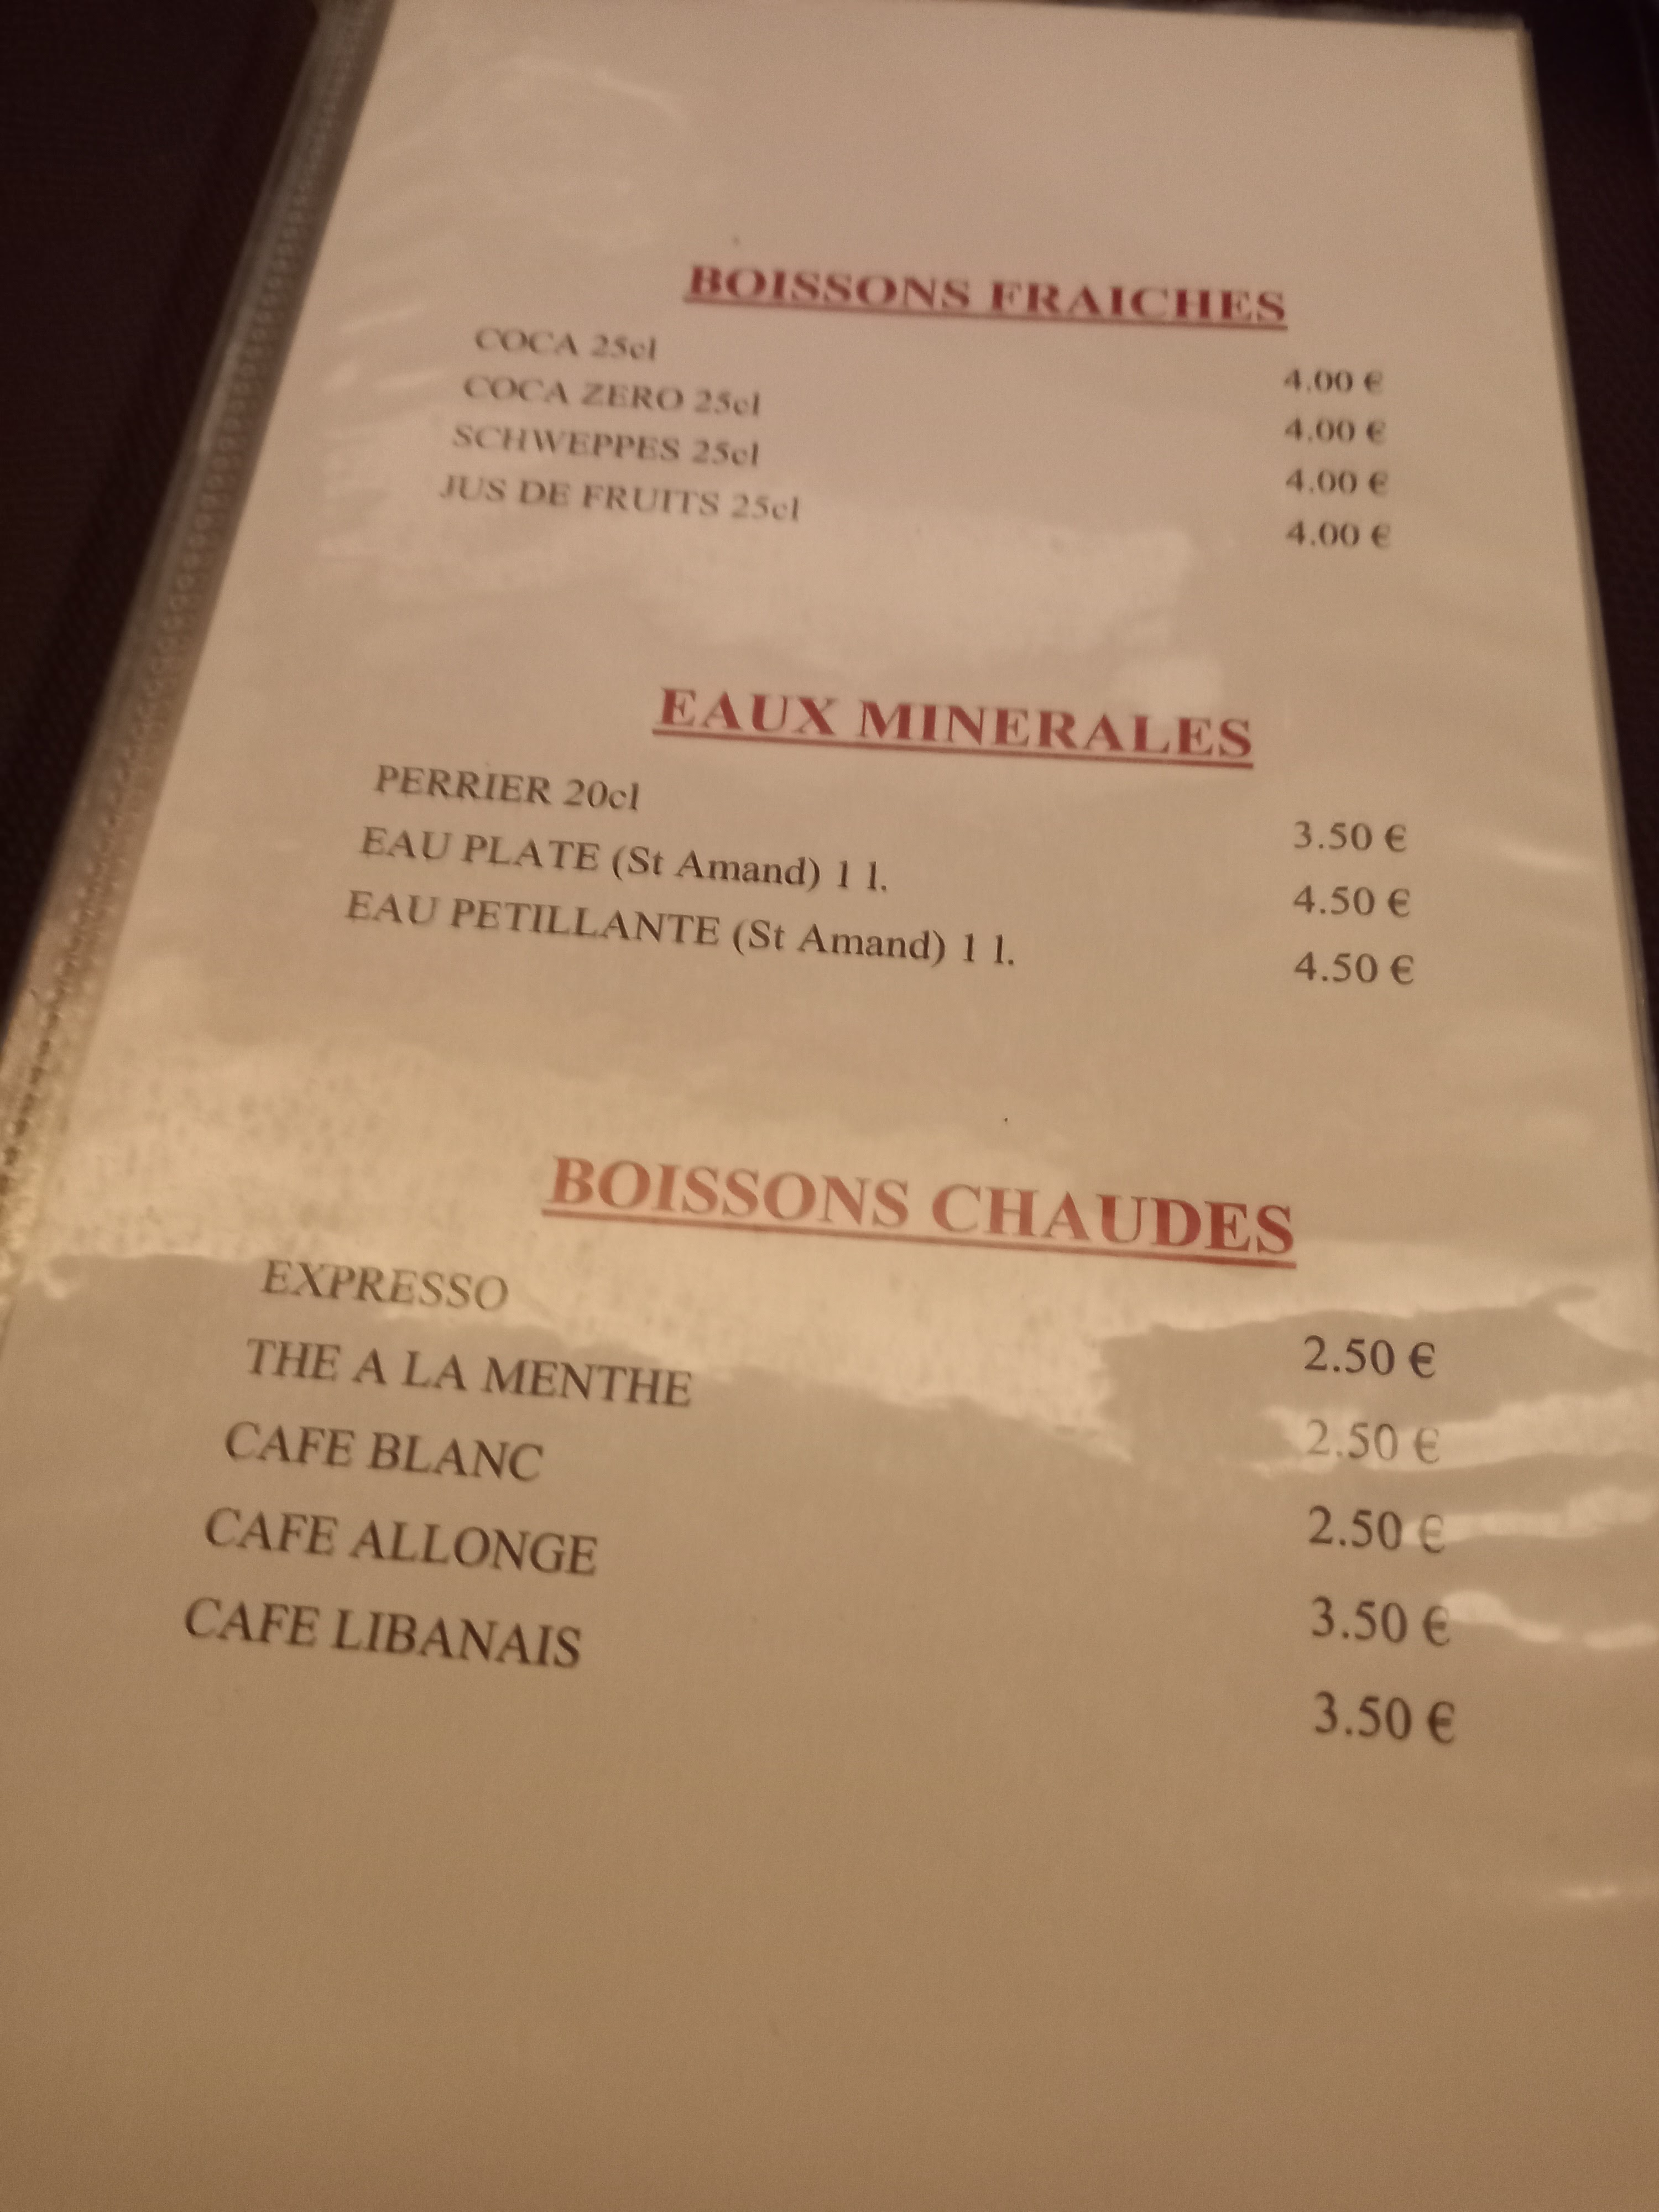 BOISSONS FRAICHES
COCA 25cl 4.00 €
COCA ZERO 25cl 4.00 €
SCHWEPPES 25cl 4.00 €
JUS DE FRUITS 25cl 4.00 €
EAUX MINERALES
PERRIER 20cl 3.50 €
EAU PLATE (St Amand) 1 l. 4.50 €
EAU PETILLANTE (St Amand) 1 l. 4.50 €
BOISSONS CHAUDES
EXPRESSO 2.50 €
THE A LA MENTHE 2.50 €
CAFE BLANC 2.50 €
CAFE ALLONGE 3.50 €
CAFE LIBANAIS 3.50 €